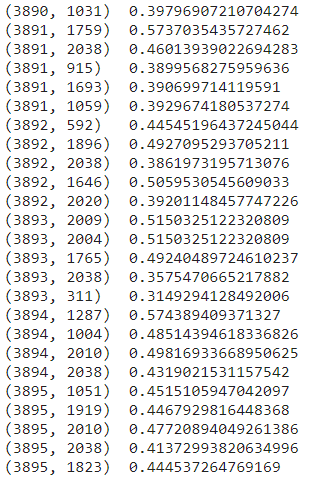 (3890, 1031)	0.39796907210704274
(3891, 1759)	0.5737035435727462
(3891, 2038)	0.46013939022694283
(3891, 915)	0.3899568275959636
(3891, 1693)	0.390699714119591
(3891, 1059)	0.3929674180537274
(3892, 592)	0.44545196437245044
(3892, 1896)	0.4927095293705211
(3892, 2038)	0.3861973195713076
(3892, 1646)	0.5059530545609033
(3892, 2020)	0.39201148457747226
(3893, 2009)	0.5150325122320809
(3893, 2004)	0.5150325122320809
(3893, 1765)	0.49240489724610237
(3893, 2038)	0.3575470665217882
(3893, 311)	0.3149294128492006
(3894, 1287)	0.574389409371327
(3894, 1004)	0.48514394618336826
(3894, 2010)	0.49816933668950625
(3894, 2038)	0.4319021531157542
(3895, 1051)	0.4515105947042097
(3895, 1919)	0.4467929816448368
(3895, 2010)	0.47720894049261386
(3895, 2038)	0.41372993820634996
(3895, 1823)	0.444537264769169